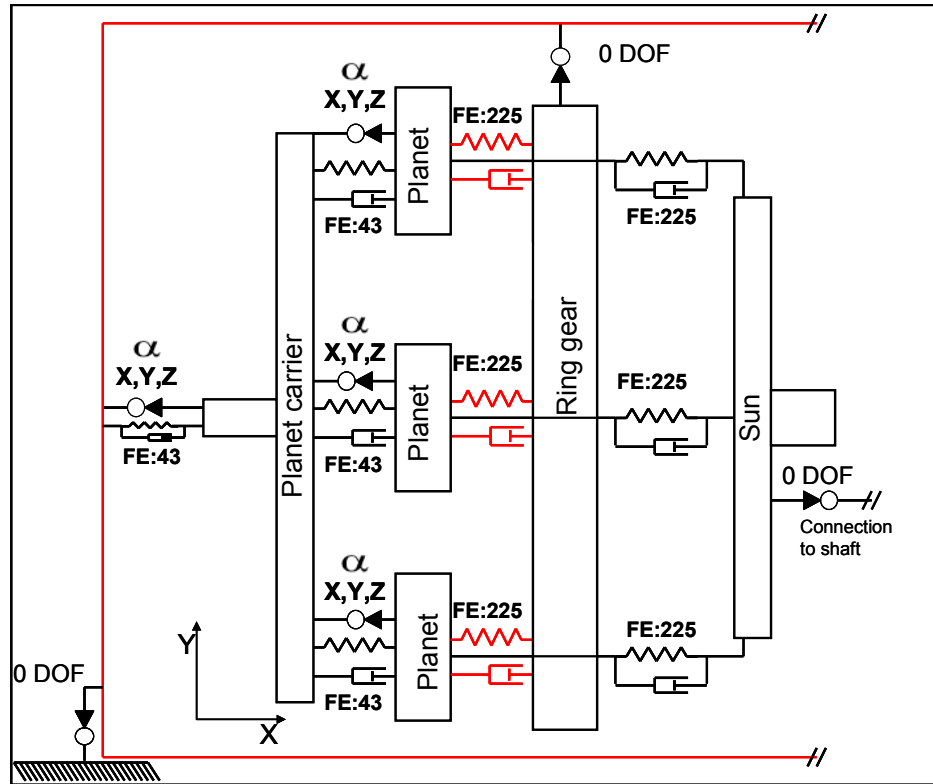 0 DOF
α
X,Y,Z
FE:225
Planet
FE:43
FE:225
α
X,Y,Z
FE:225
Planet
FE:43
FE:225
α
X,Y,Z
FE:43
Planet carrier
Ring gear
Sun
0 DOF
Connection
to shaft
α
X,Y,Z
FE:225
Planet
FE:43
FE:225
Y
X
0 DOF